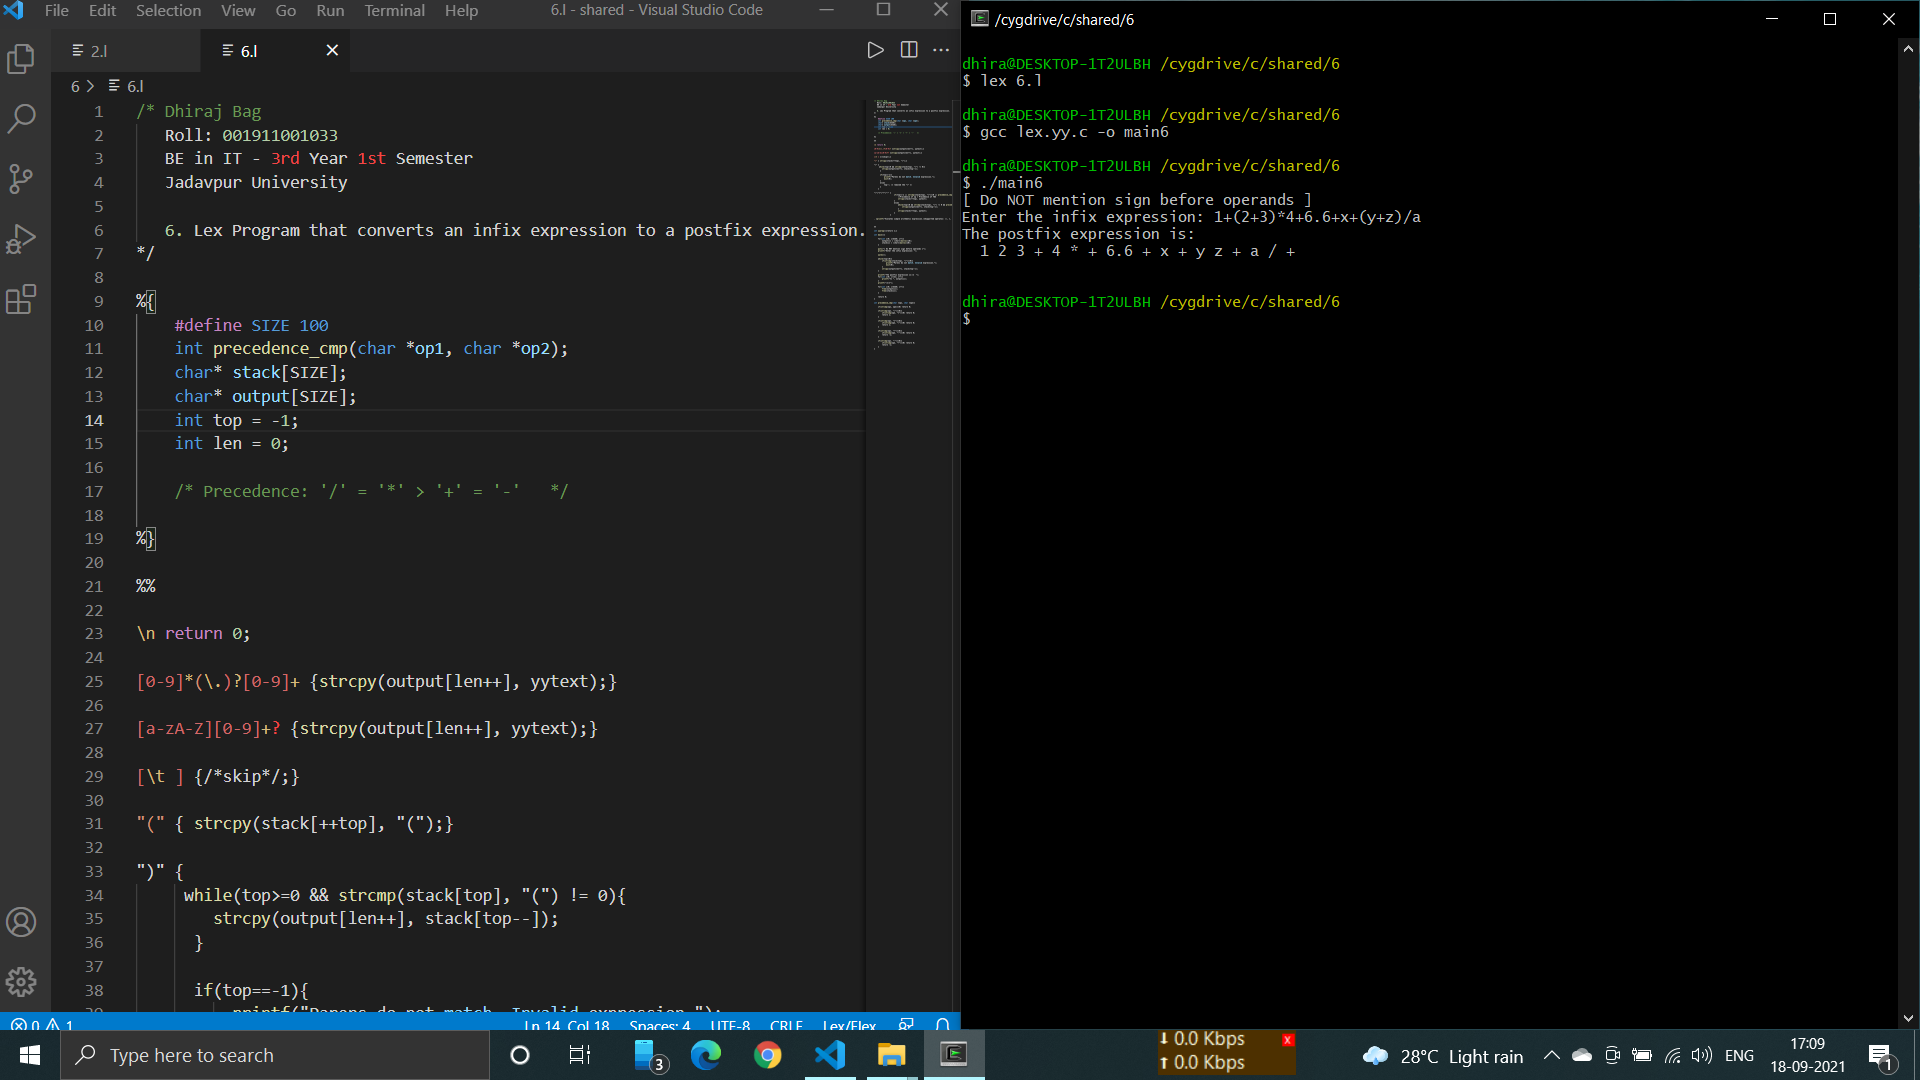 File Edit Selection View Go Run Terminal Help 6.l - shared - Visual Studio Code
2.l 6.l
6 > 6.l
1 /* Dhiraj Bag
2 Roll: 001911001033
3 BE in IT - 3rd Year 1st Semester
4 Jadavpur University
5
6 6. Lex Program that converts an infix expression to a postfix expression.
7 */
8
9 %{
10 #define SIZE 100
11 int precedence_cmp(char *op1, char *op2);
12 char* stack[SIZE];
13 char* output[SIZE];
14 int top = -1;
15 int len = 0;
16
17 /* Precedence: '/' = '*' > '+' = '-' */
18
19 %}
20
21 %%
22
23 \n return 0;
24
25 [0-9]*(\.)?[0-9]+ {strcpy(output[len++], yytext);}
26
27 [a-zA-Z][0-9]+? {strcpy(output[len++], yytext);}
28
29 [\t ] {/*skip*/;}
30
31 "(" { strcpy(stack[++top], "(");}
32
33 ")" {
34 while(top>=0 && strcmp(stack[top], "(") != 0){
35 strcpy(output[len++], stack[top--]);
36 }
37
38 if(top==-1){
39 printf("Parens do not match. Invalid expression.");
0 1 Ln 14, Col 18 Spaces: 4 UTF-8 CRLF Lex/Flex
/cygdrive/c/shared/6
dhira@DESKTOP-1T2ULBH /cygdrive/c/shared/6
$ lex 6.l
dhira@DESKTOP-1T2ULBH /cygdrive/c/shared/6
$ gcc lex.yy.c -o main6
dhira@DESKTOP-1T2ULBH /cygdrive/c/shared/6
$ ./main6
[ Do NOT mention sign before operands ]
Enter the infix expression: 1+(2+3)*4+6.6+x+(y+z)/a
The postfix expression is:
1 2 3 + 4 * + 6.6 + x + y z + a / +
dhira@DESKTOP-1T2ULBH /cygdrive/c/shared/6
$
Type here to search
3
0.0 Kbps x
0.0 Kbps
28°C Light rain
ENG
17:09
18-09-2021
1